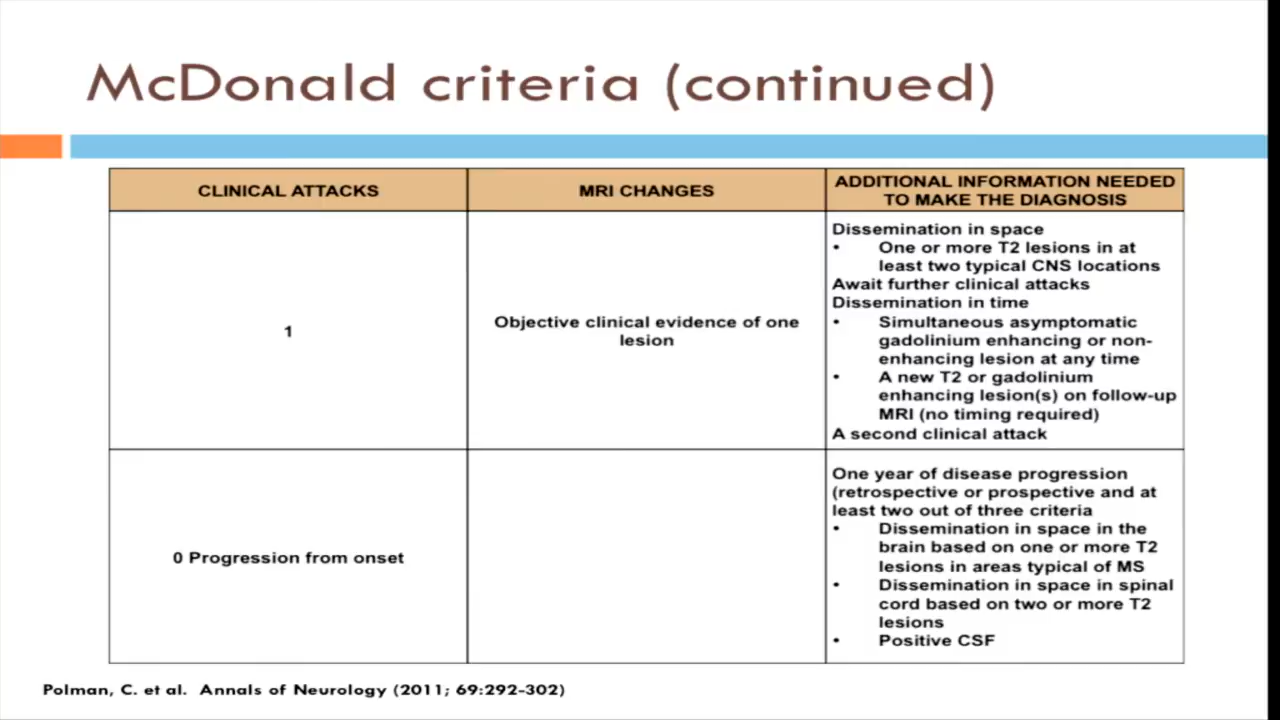 McDonald criteria (continued)
CLINICAL ATTACKS
MRI CHANGES
ADDITIONAL INFORMATION NEEDED
TO MAKE THE DIAGNOSIS
1
Objective clinical evidence of one
lesion
Dissemination in space
• One or more T2 lesions in at
least two typical CNS locations
Await further clinical attacks
Dissemination in time
• Simultaneous asymptomatic
gadolinium enhancing or non-
enhancing lesion at any time
• A new T2 or gadolinium
enhancing lesion(s) on follow-up
MRI (no timing required)
A second clinical attack
0 Progression from onset
One year of disease progression
(retrospective or prospective and at
least two out of three criteria
• Dissemination in space in the
brain based on one or more T2
lesions in areas typical of MS
• Dissemination in space in spinal
cord based on two or more T2
lesions
• Positive CSF
Polman, C. et al. Annals of Neurology (2011; 69:292-302)